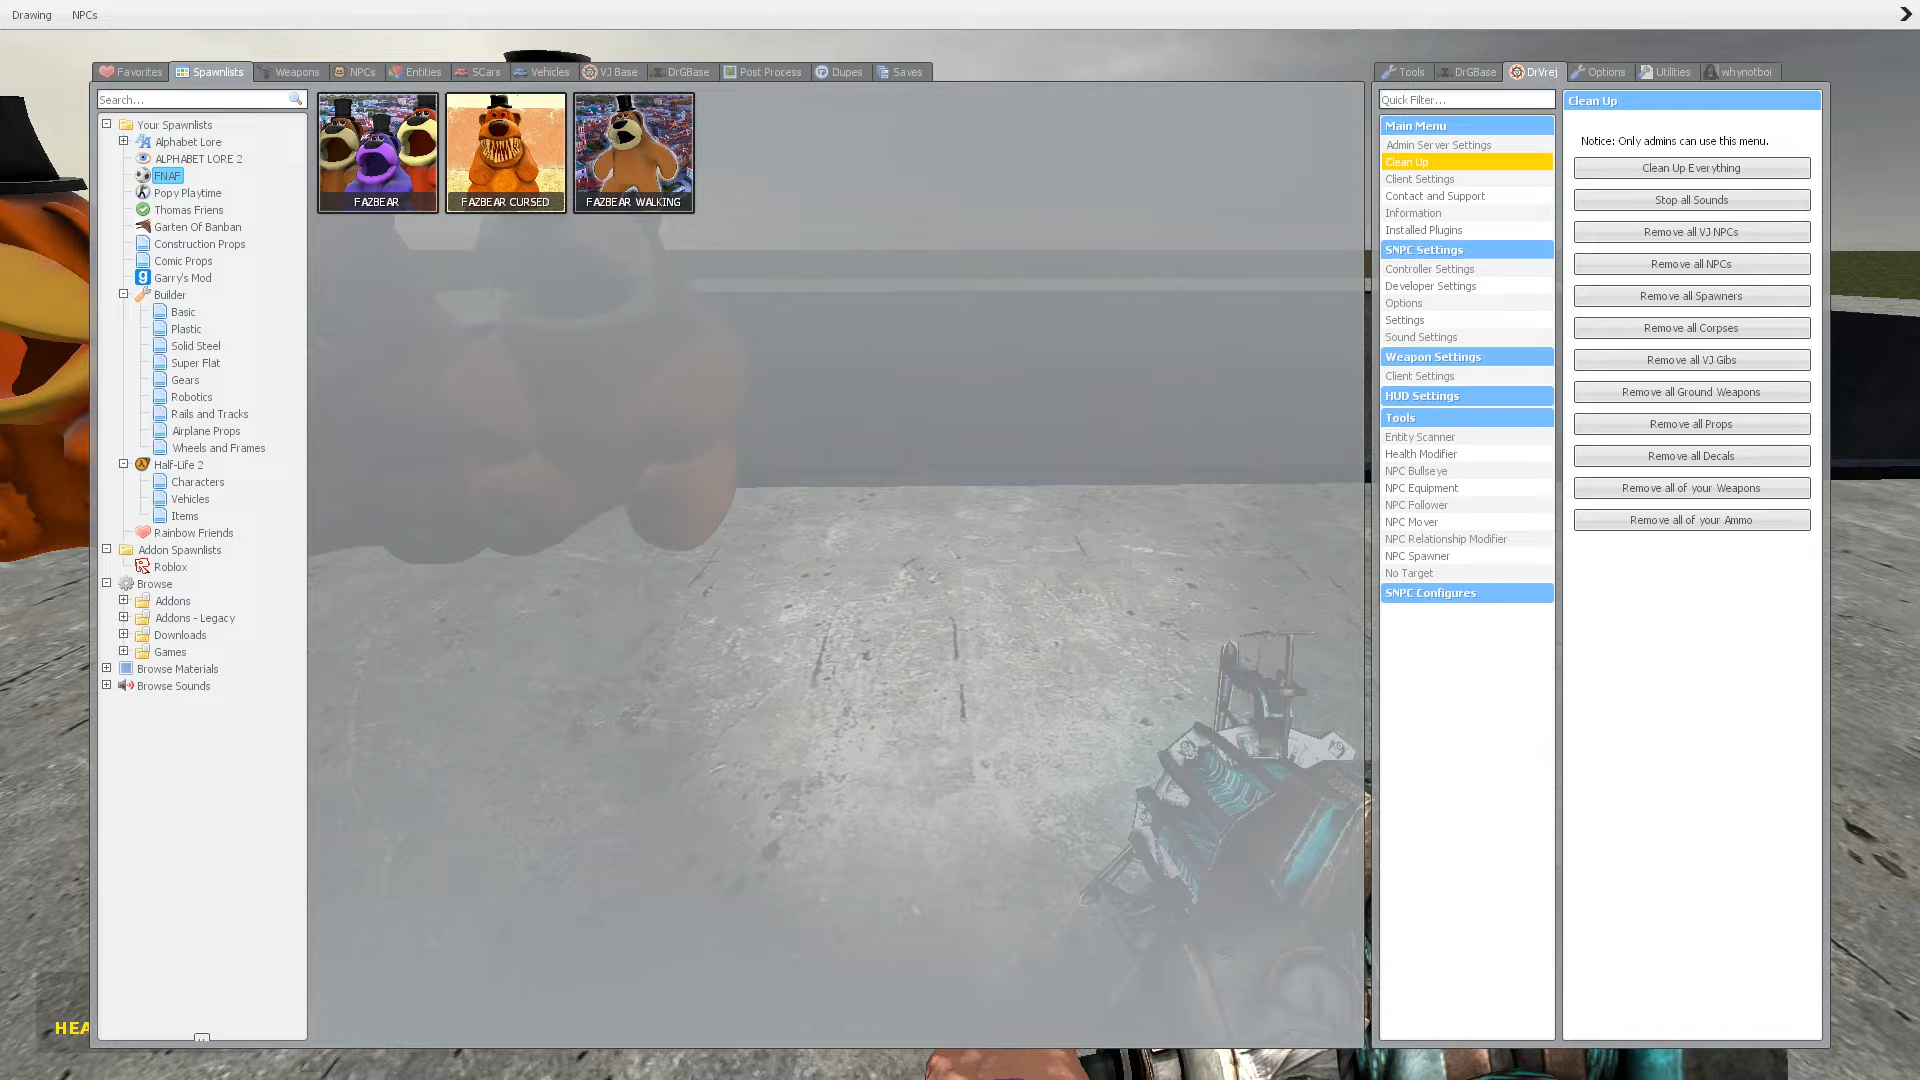 Drawing NPCs
Favorites Spawnlists Weapons NPCs Entities SCars Vehicles VJ Base DrGBase Post Process Dupes Saves
Search...
Your Spawnlists
Alphabet Lore
ALPHABET LORE 2
FNAF
Popy Playtime
Thomas Friens
Garten Of Banban
Construction Props
Comic Props
Garry's Mod
Builder
Basic
Plastic
Solid Steel
Super Flat
Gears
Robotics
Rails and Tracks
Airplane Props
Wheels and Frames
Half-Life 2
Characters
Vehicles
Items
Rainbow Friends
Addon Spawnlists
Roblox
Browse
Addons
Addons - Legacy
Downloads
Games
Browse Materials
Browse Sounds
FAZBEAR
FAZBEAR CURSED
FAZBEAR WALKING
Tools DrGBase DrVrej Options Utilities whynotboi
Quick Filter...
Main Menu
Admin Server Settings
Clean Up
Client Settings
Contact and Support
Information
Installed Plugins
SNPC Settings
Controller Settings
Developer Settings
Options
Settings
Sound Settings
Weapon Settings
Client Settings
HUD Settings
Tools
Entity Scanner
Health Modifier
NPC Bullseye
NPC Equipment
NPC Follower
NPC Mover
NPC Relationship Modifier
NPC Spawner
No Target
SNPC Configures
Clean Up
Notice: Only admins can use this menu.
Clean Up Everything
Stop all Sounds
Remove all VJ NPCs
Remove all NPCs
Remove all Spawners
Remove all Corpses
Remove all VJ Gibs
Remove all Ground Weapons
Remove all Props
Remove all Decals
Remove all of your Weapons
Remove all of your Ammo
HEA